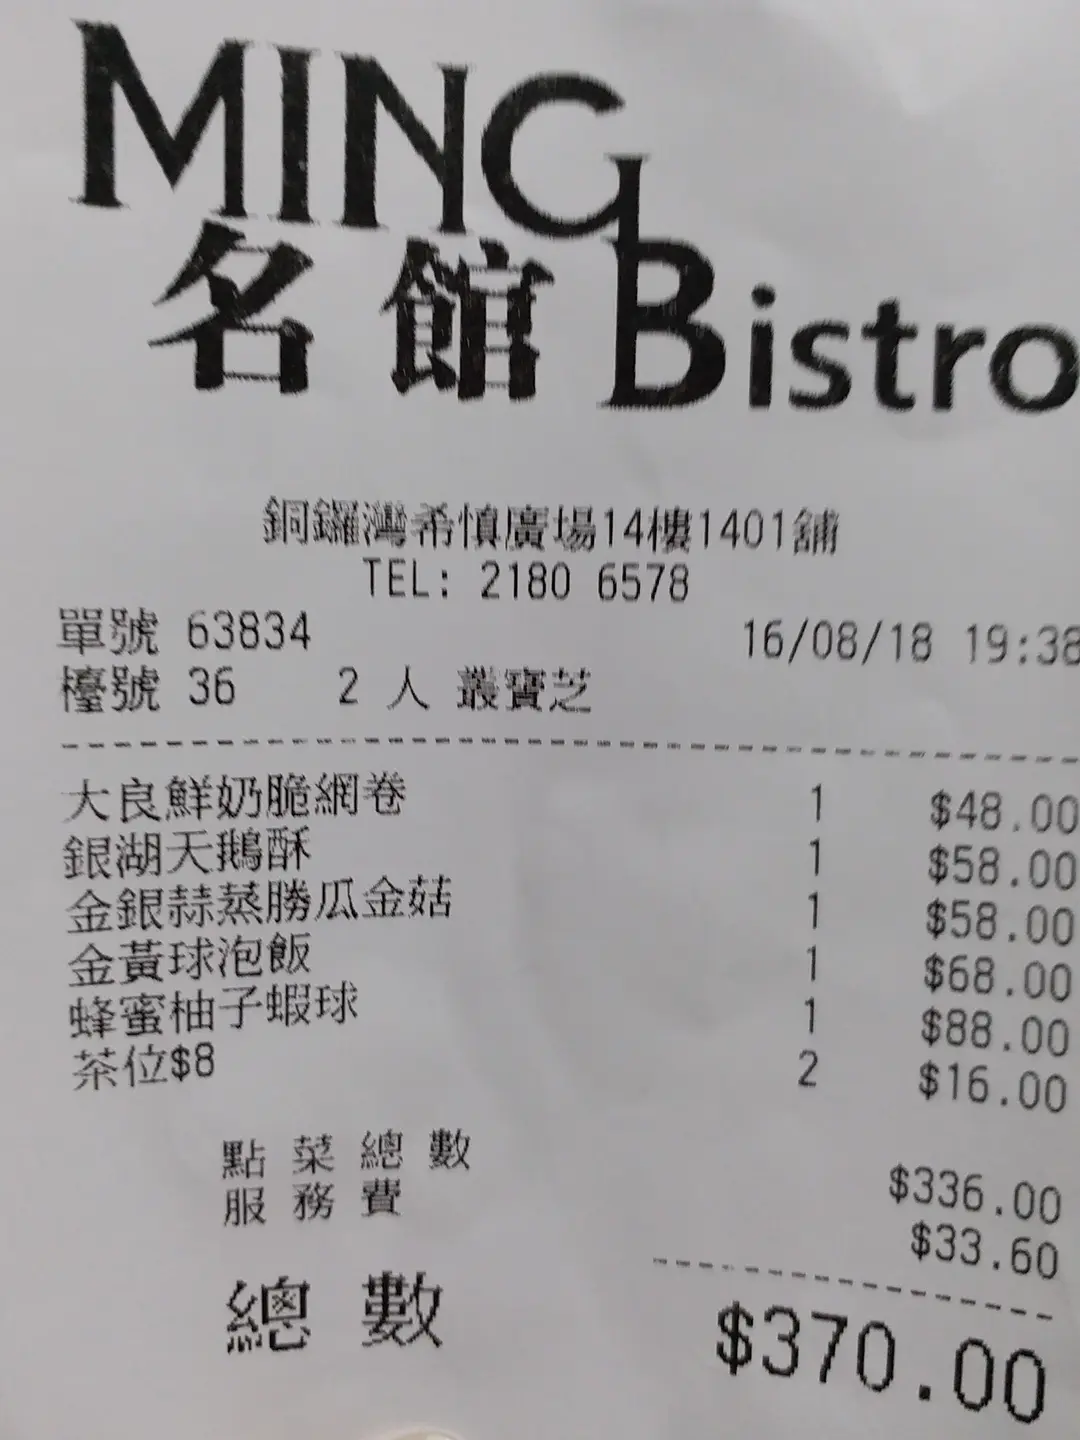 MING
名館 Bistro
銅鑼灣希慎廣場14樓1401舖
TEL: 2180 6578
單號 63834 16/08/18 19:38
檯號 36 2 人 叢寶芝
大良鮮奶脆網卷 1 $48.00
銀湖天鵝酥 1 $58.00
金銀蒜蒸勝瓜金菇 1 $58.00
金黃球泡飯 1 $68.00
蜂蜜柚子蝦球 1 $88.00
茶位$8 2 $16.00
點菜總數 $336.00
服務費 $33.60
總數 $370.00